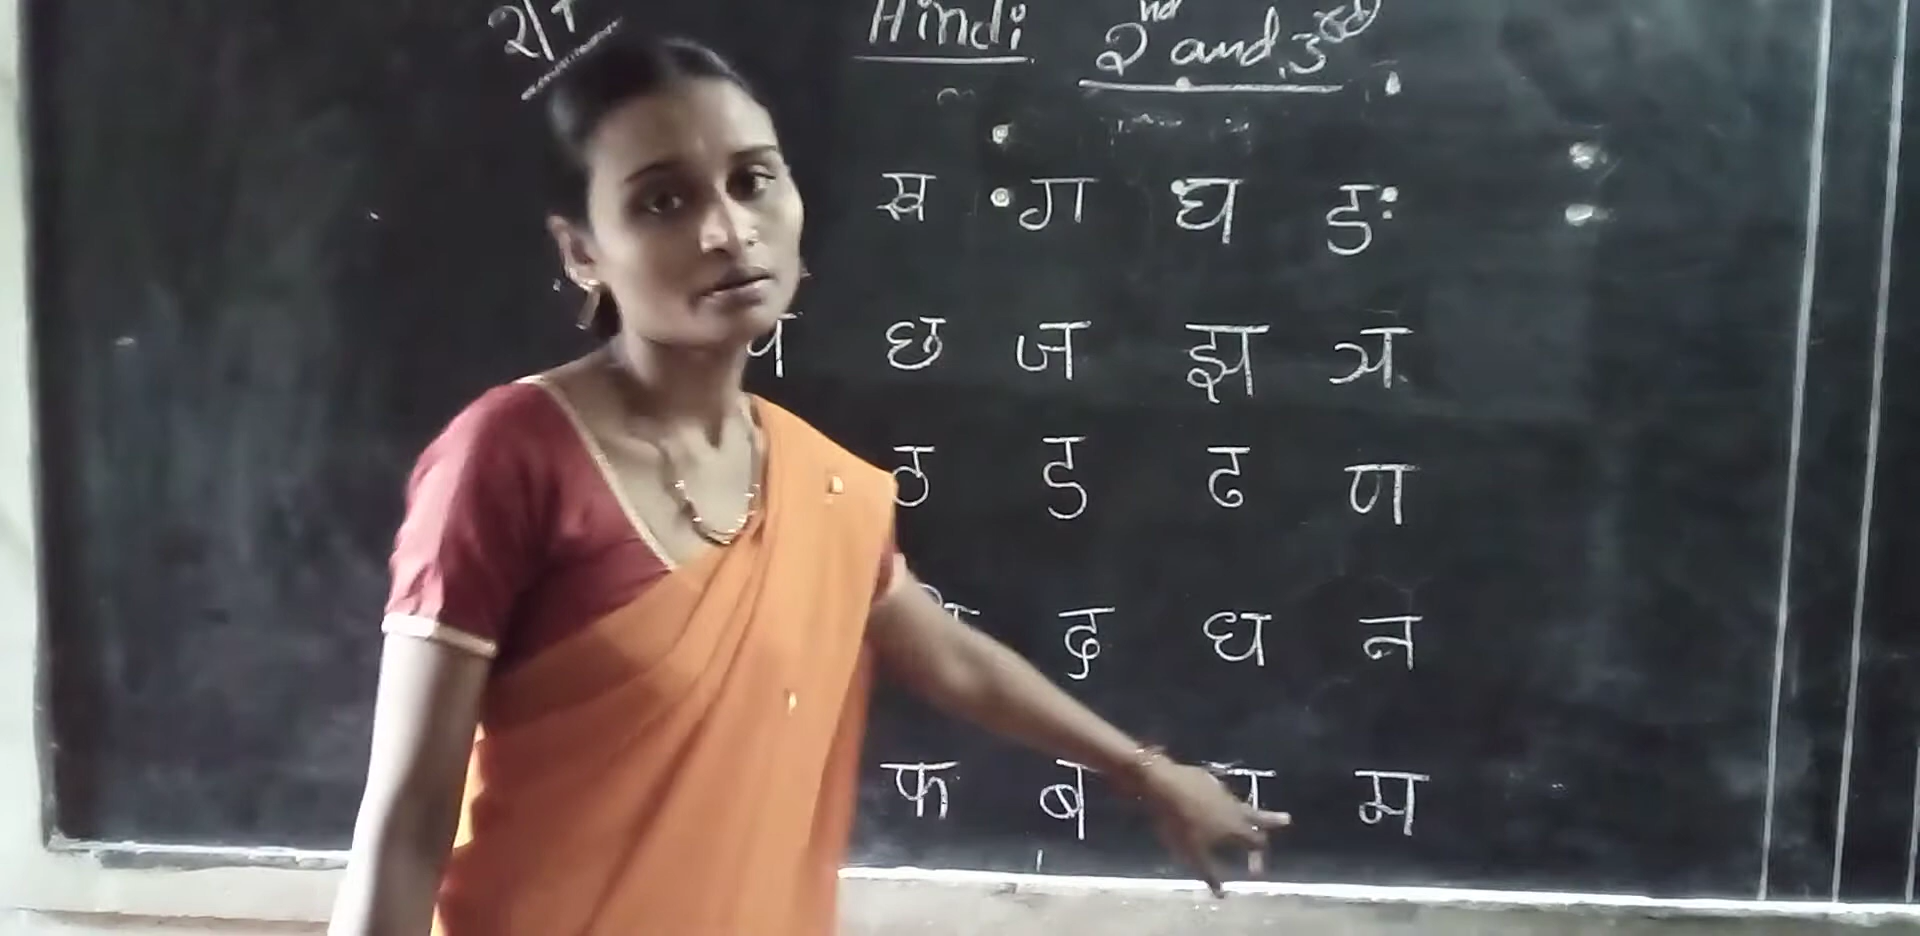 Hindi 2nd and 3rd
ख ग घ ङ
छ ज झ ञ
ठ ड ढ ण
द ध न
फ ब म